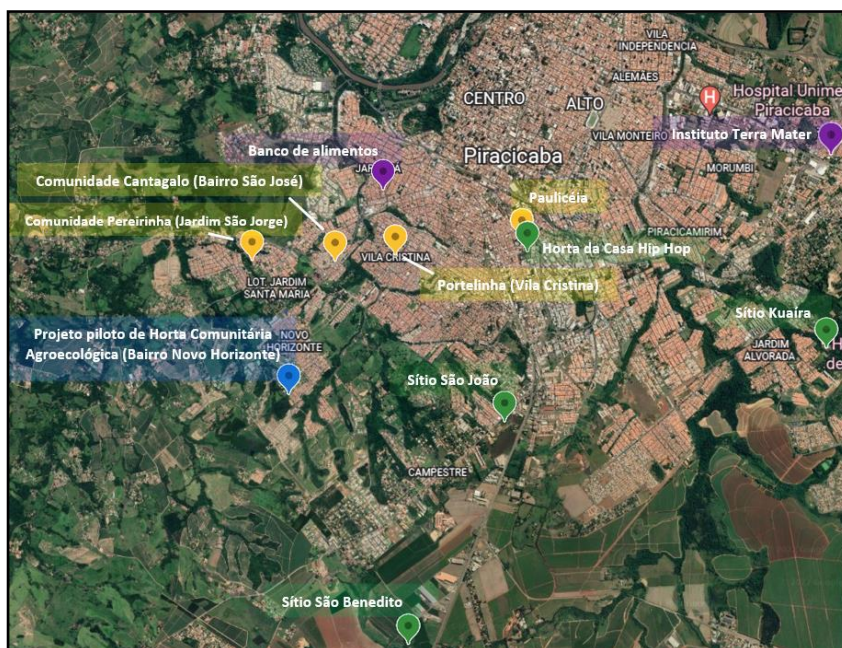 VILA
INDEPENDENCIA
ALEMÃES
CENTRO
ALTO
H
Hospital Unime
Piracicaba
VILA MONTEIRO
Instituto Terra Mater
Banco de alimentos
Piracicaba
MORUMBI
Comunidade Cantagalo (Bairro São José)
Paulicéia
Comunidade Pereirinha (Jardim São Jorge)
PIRACICAMIRIM
Horta da Casa Hip Hop
VILA CRISTINA
LOT. JARDIM
SANTA MARIA
Portelinha (Vila Cristina)
Sítio Kuaíra
Projeto piloto de Horta Comunitária
Agroecológica (Bairro Novo Horizonte)
NOVO
HORIZONTE
JARDIM
ALVORADA
H
de
Sítio São João
CAMPESTRE
Sítio São Benedito